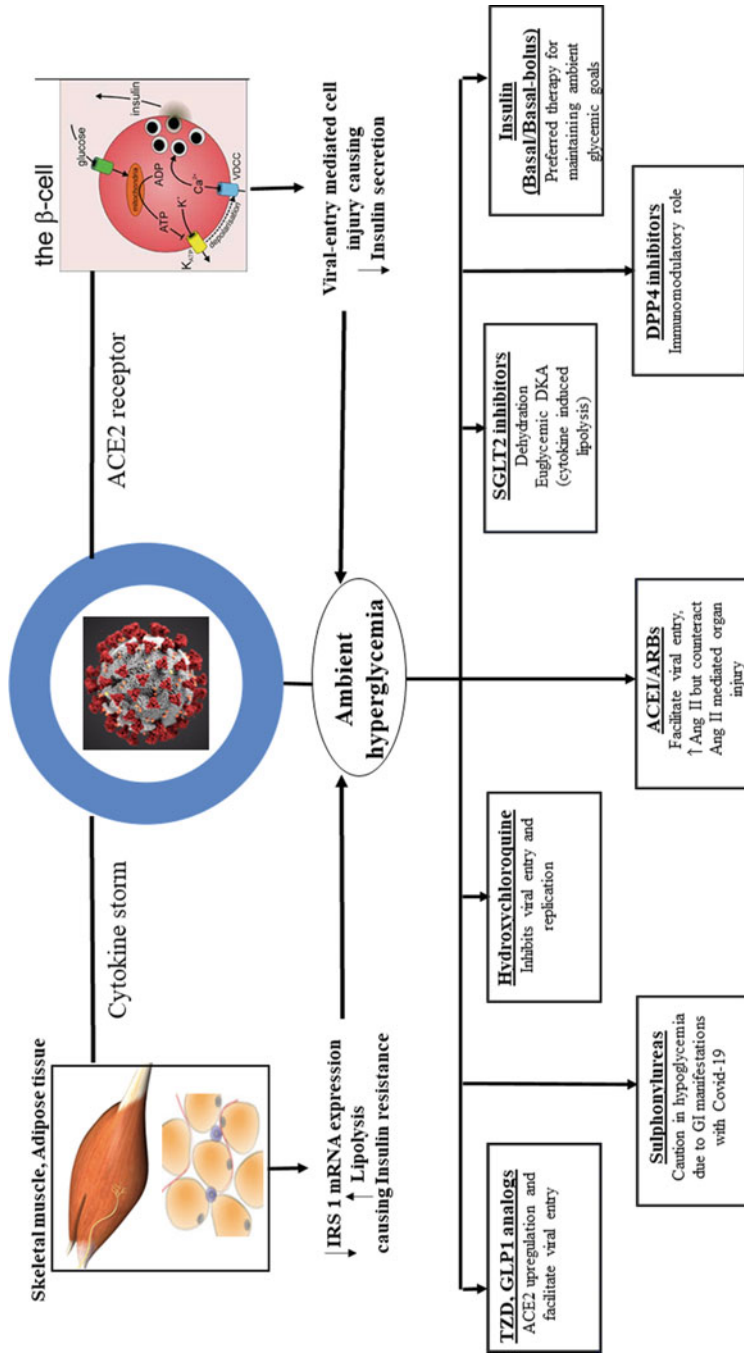 Skeletal muscle, Adipose tissue
Cytokine storm
ACE2 receptor
the β-cell
glucose
insulin
mitochondria
ATP
ADP
K⁺
Ca²⁺
K_ATP
depolarisation
VDCC
↓IRS 1 mRNA expression
↑ Lipolysis
causing Insulin resistance
Ambient
hyperglycemia
Viral-entry mediated cell
injury causing
↓ Insulin secretion
TZD, GLP1 analogs
ACE2 upregulation and
facilitate viral entry
Sulphonylureas
Caution in hypoglycemia
due to GI manifestations
with Covid-19
Hydroxychloroquine
Inhibits viral entry and
replication
ACEI/ARBs
Facilitate viral entry,
↑ Ang II but counteract
Ang II mediated organ
injury
SGLT2 inhibitors
Dehydration
Euglycemic DKA
(cytokine induced
lipolysis)
DPP4 inhibitors
Immunomodulatory role
Insulin
(Basal/Basal-bolus)
Preferred therapy for
maintaining ambient
glycemic goals